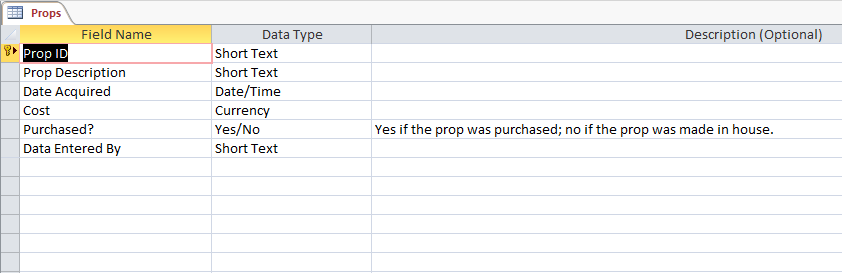 Props
Field Name Data Type Description (Optional)
Prop ID Short Text
Prop Description Short Text
Date Acquired Date/Time
Cost Currency
Purchased? Yes/No Yes if the prop was purchased; no if the prop was made in house.
Data Entered By Short Text